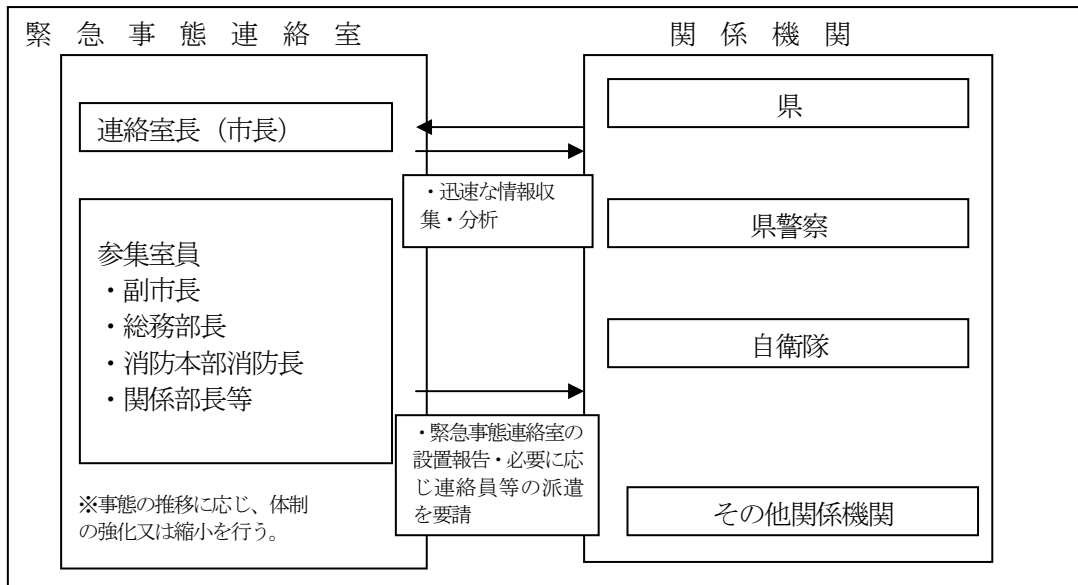 緊急事態連絡室
連絡室長（市長）
参集室員
・副市長
・総務部長
・消防本部消防長
・関係部長等
※事態の推移に応じ、体制
の強化又は縮小を行う。
・迅速な情報収
集・分析
・緊急事態連絡室の
設置報告・必要に応
じ連絡員等の派遣
を要請
関係機関
県
県警察
自衛隊
その他関係機関